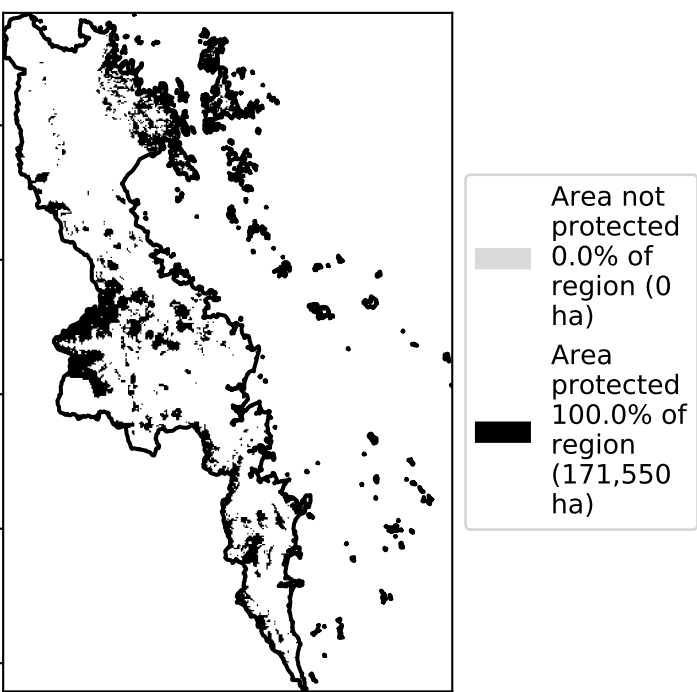 Area not
protected
0.0% of
region (0
ha)
Area
protected
100.0% of
region
(171,550
ha)